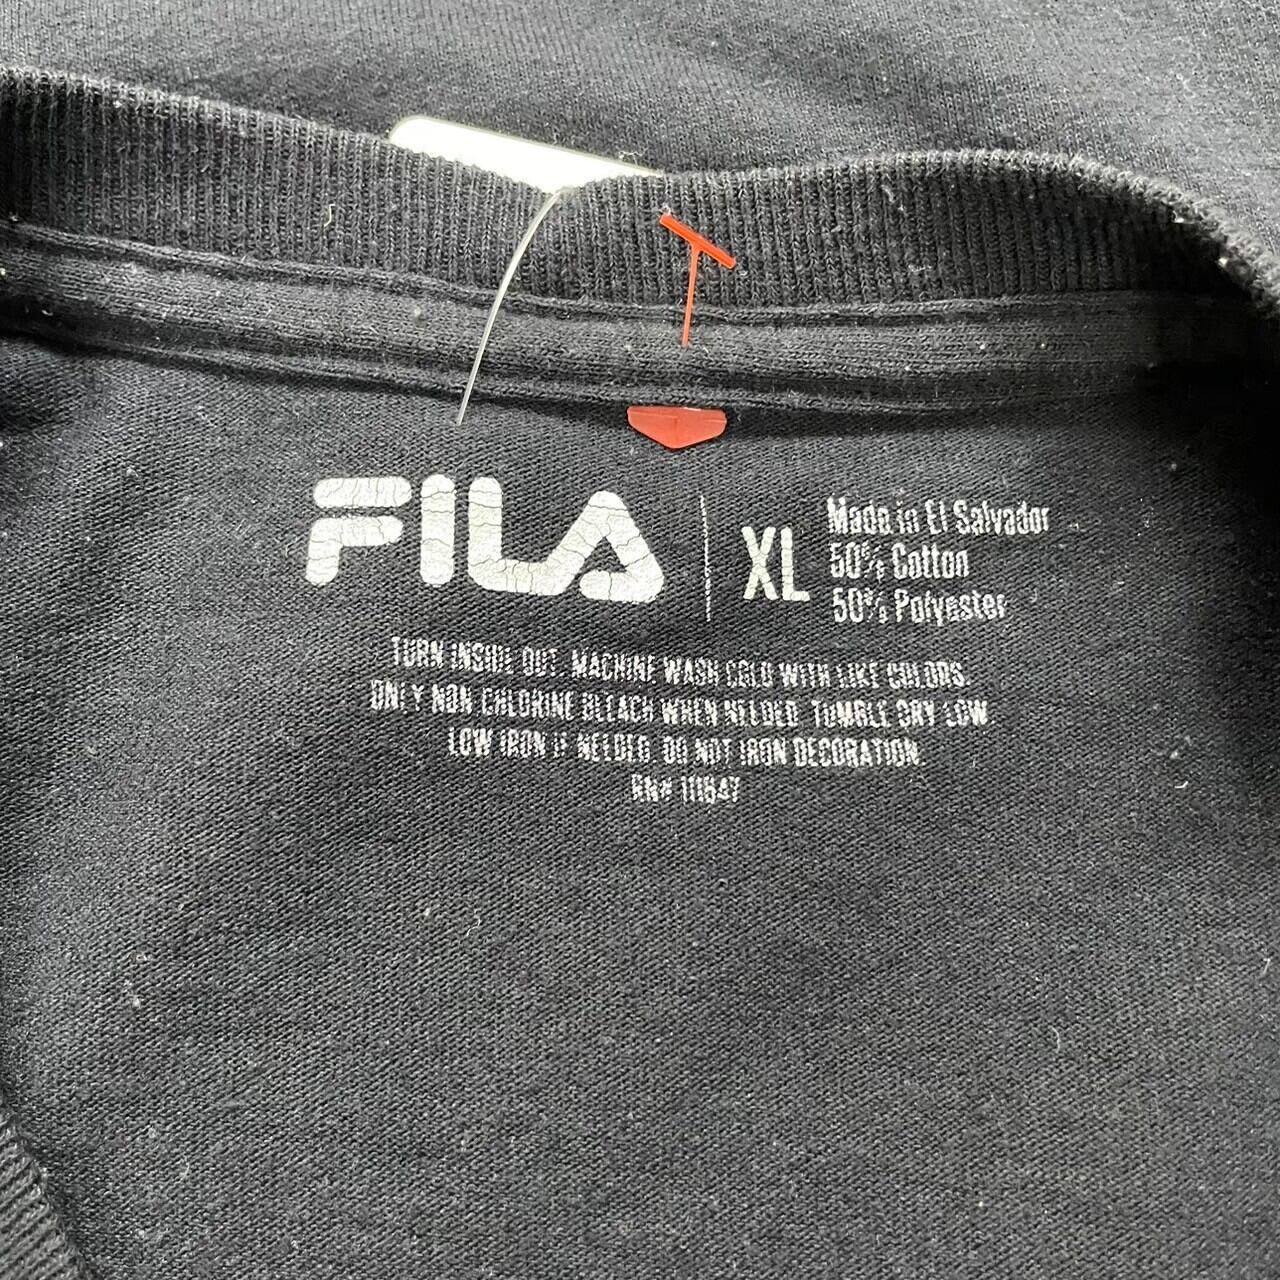 FILA
XL
Made in El Salvador
50% Cotton
50% Polyester
TURN INSIDE OUT. MACHINE WASH COLD WITH LIKE COLORS.
ONLY NON CHLORINE BLEACH WHEN NEEDED. TUMBLE DRY LOW.
LOW IRON IF NEEDED. DO NOT IRON DECORATION.
RN# 111647